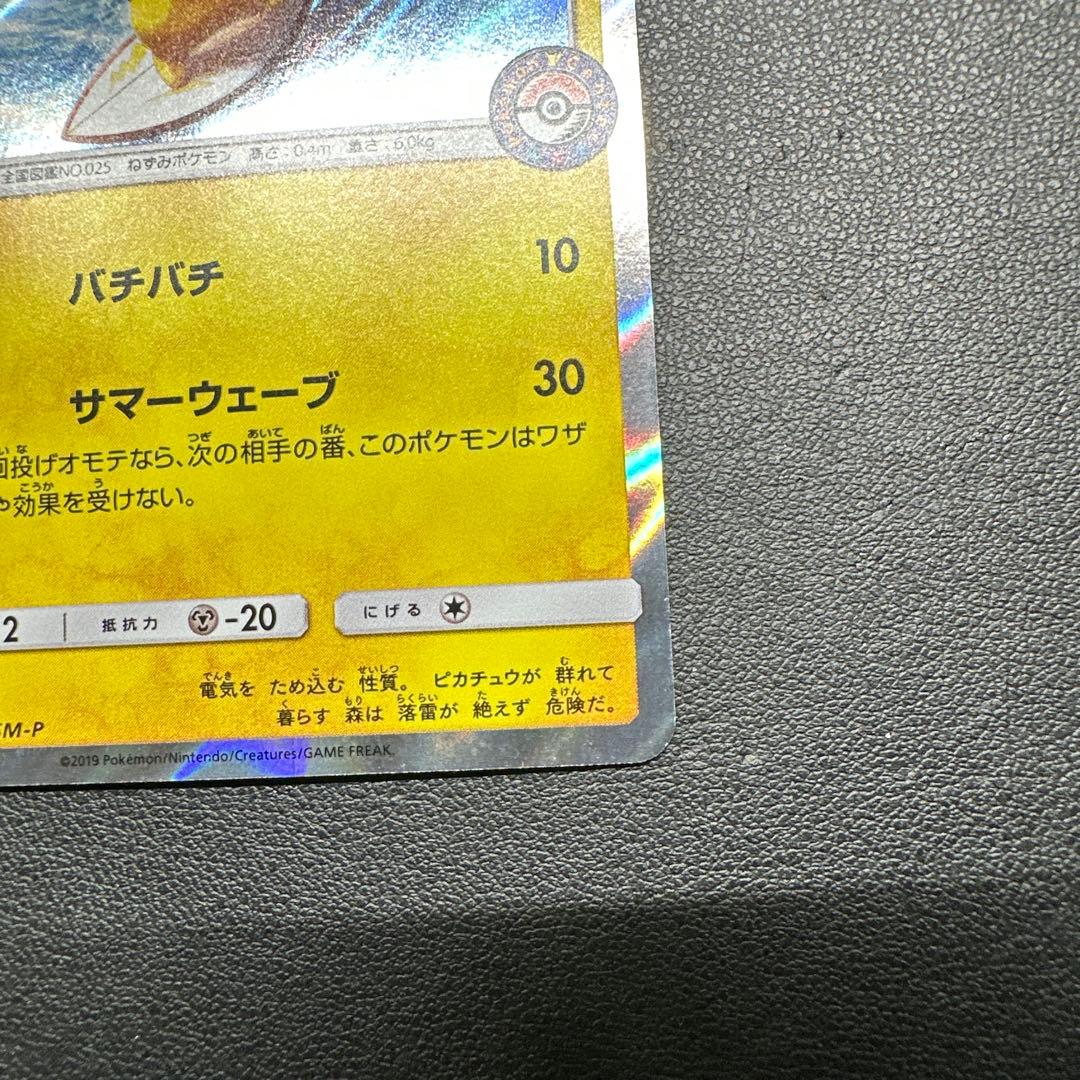 全国図鑑NO.025 ねずみポケモン 高さ：0.4m 重さ：6.0kg
バチバチ 10
サマーウェーブ 30
回投げオモテなら、次の相手の番、このポケモンはワザ
や効果を受けない。
2 抵抗力 -20 にげる
電気を ため込む 性質。 ピカチュウが 群れて
暮らす 森は 落雷が 絶えず 危険だ。
SM-P
©2019 Pokémon/Nintendo/Creatures/GAME FREAK.